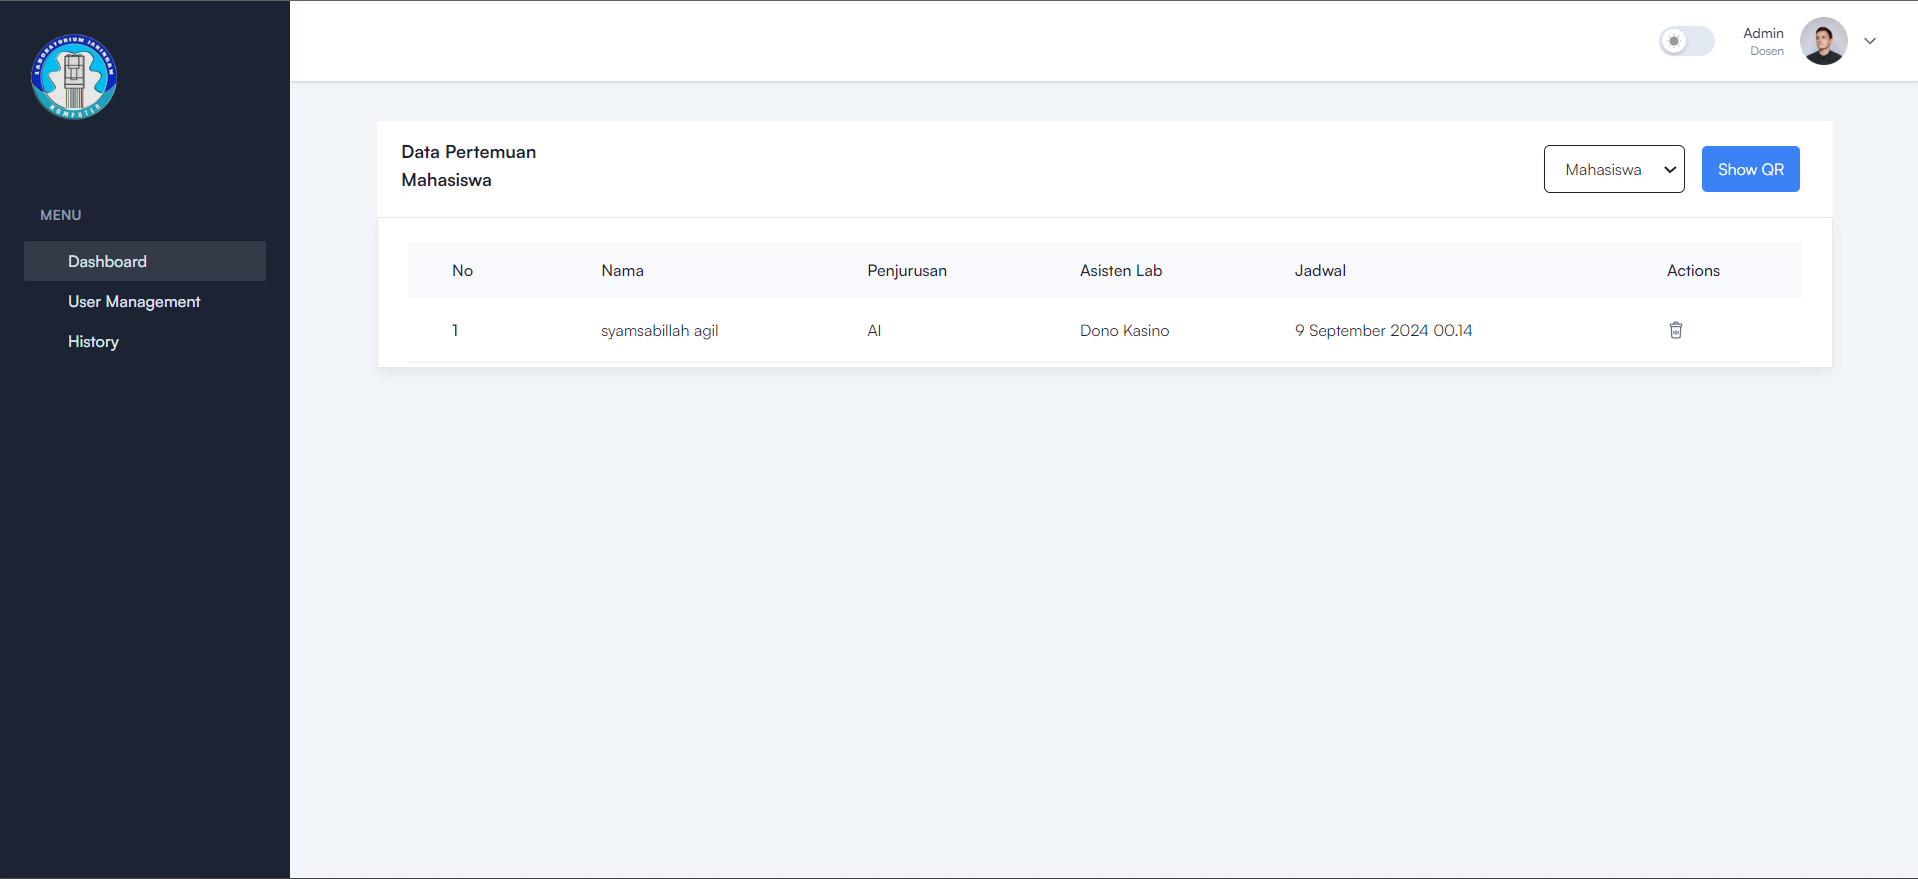 LABORATORIUM JARINGAN
KOMPUTER
Admin
Dosen
MENU
Dashboard
User Management
History
Data Pertemuan
Mahasiswa
Mahasiswa
Show QR
No Nama Penjurusan Asisten Lab Jadwal Actions
1 syamsabillah agil AI Dono Kasino 9 September 2024 00.14